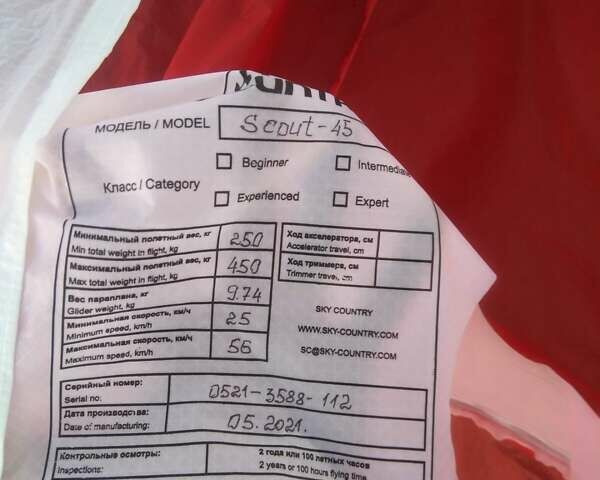 МОДЕЛЬ / MODEL Scout-45
Beginner Intermediate
Класс / Category
Experienced Expert
Минимальный полетный вес, кг 250 Ход акселератора, см
Min total weight in flight, kg Accelerator travel, cm
Максимальный полетный вес, кг 450 Ход триммера, см
Max total weight in flight, kg Trimmer travel, cm
Вес параплана, кг 9.74
Glider weight, kg SKY COUNTRY
Минимальная скорость, км/ч 25 WWW.SKY-COUNTRY.COM
Minimum speed, km/h
Максимальная скорость, км/ч 56 SC@SKY-COUNTRY.COM
Maximum speed, km/h
Серийный номер: 0521-3588-112
Serial no:
Дата производства: 05.2021.
Date of manufacturing:
Контрольные осмотры: 2 года или 100 летных часов
Inspections: 2 years or 100 hours flying time